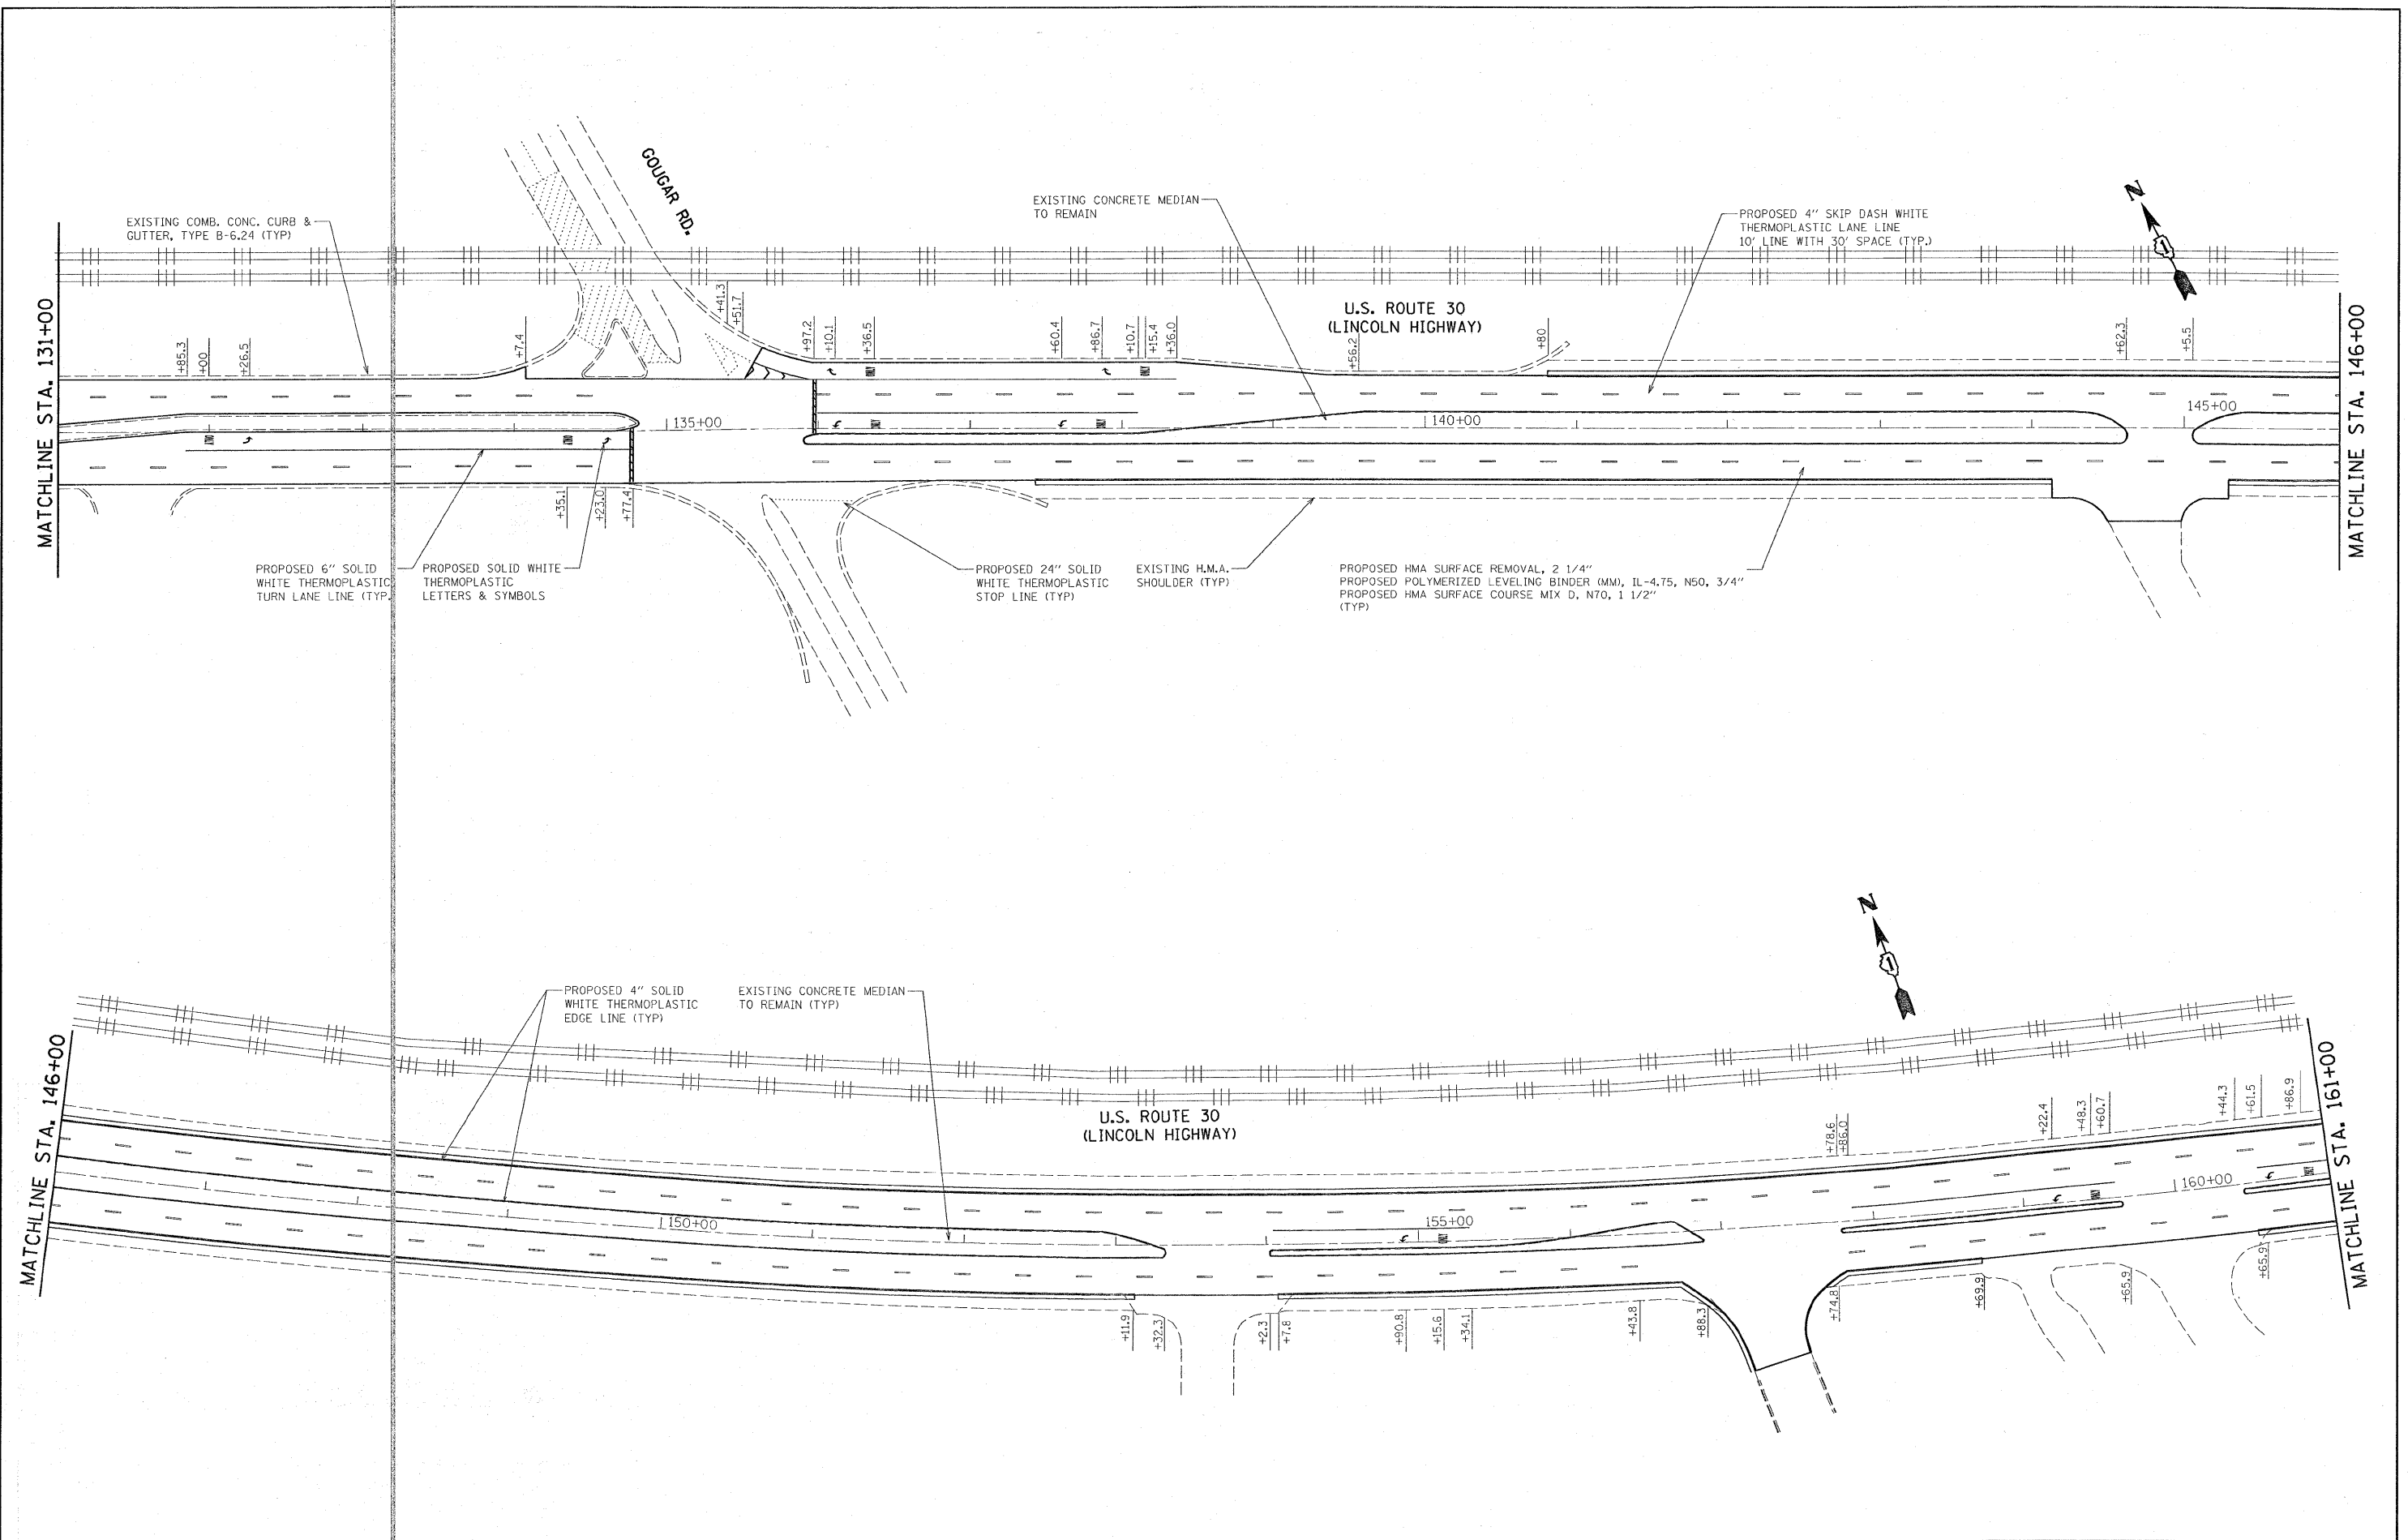 GOUGAR RD.
EXISTING COMB. CONC. CURB &
GUTTER, TYPE B-6.24 (TYP)
EXISTING CONCRETE MEDIAN
TO REMAIN
PROPOSED 4" SKIP DASH WHITE
THERMOPLASTIC LANE LINE
10' LINE WITH 30' SPACE (TYP.)
N
1
U.S. ROUTE 30
(LINCOLN HIGHWAY)
MATCHLINE STA. 131+00
+85.3
+00
+26.5
+7.4
+41.3
+51.7
+97.2
+10.1
+36.5
+60.4
+86.7
+10.7
+15.4
+36.0
+56.2
+80
+62.3
+5.5
MATCHLINE STA. 146+00
ONLY
ONLY
145+00
135+00
ONLY
ONLY
140+00
ONLY
ONLY
+35.1
+23.0
+77.4
PROPOSED 6" SOLID
WHITE THERMOPLASTIC
TURN LANE LINE (TYP.
PROPOSED SOLID WHITE
THERMOPLASTIC
LETTERS & SYMBOLS
PROPOSED 24" SOLID
WHITE THERMOPLASTIC
STOP LINE (TYP)
EXISTING H.M.A.
SHOULDER (TYP)
PROPOSED HMA SURFACE REMOVAL, 2 1/4"
PROPOSED POLYMERIZED LEVELING BINDER (MM), IL-4.75, N50, 3/4"
PROPOSED HMA SURFACE COURSE MIX D, N70, 1 1/2"
(TYP)
N
1
PROPOSED 4" SOLID
WHITE THERMOPLASTIC
EDGE LINE (TYP)
EXISTING CONCRETE MEDIAN
TO REMAIN (TYP)
MATCHLINE STA. 146+00
U.S. ROUTE 30
(LINCOLN HIGHWAY)
+78.6
+86.0
+22.4
+48.3
+60.7
+44.3
+61.5
+86.9
MATCHLINE STA. 161+00
150+00
155+00
160+00
ONLY
ONLY
ONLY
+11.9
+32.3
+2.3
+7.8
+90.8
+15.6
+34.1
+43.8
+88.3
+74.8
+69.9
+65.9
+65.9